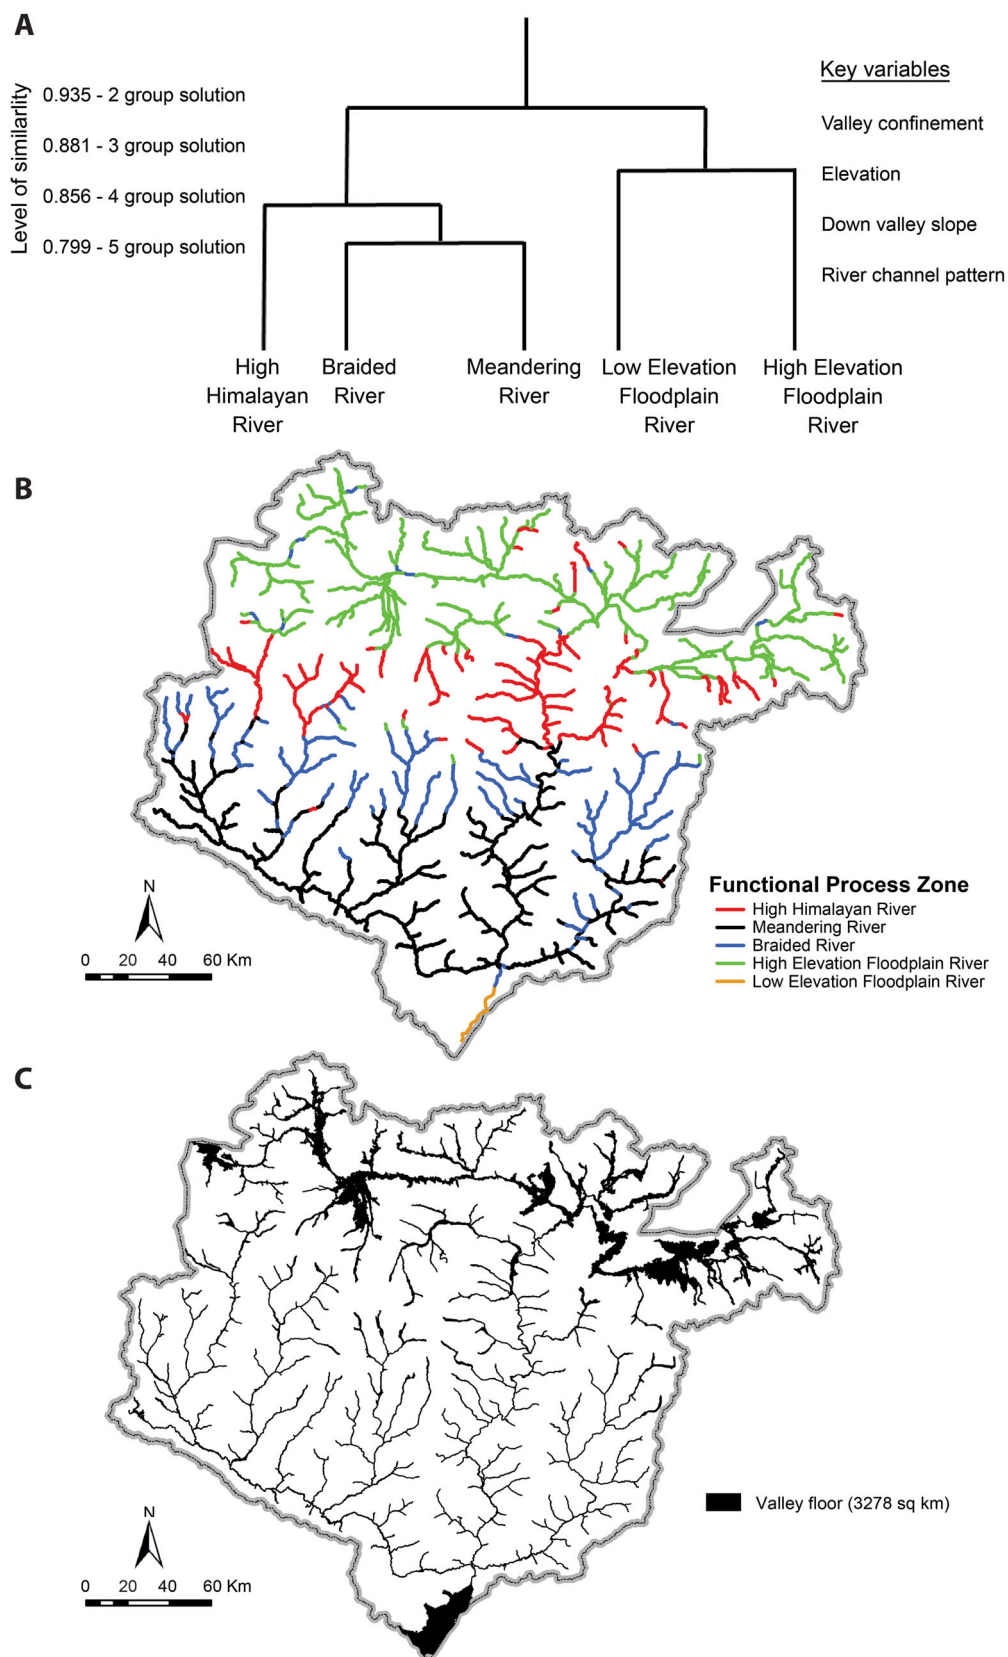 A
Level of similarlity
0.935 - 2 group solution
0.881 - 3 group solution
0.856 - 4 group solution
0.799 - 5 group solution
Key variables
Valley confinement
Elevation
Down valley slope
River channel pattern
High
Himalayan
River
Braided
River
Meandering
River
Low Elevation
Floodplain
River
High Elevation
Floodplain
River
B
N
0 20 40 60 Km
Functional Process Zone
High Himalayan River
Meandering River
Braided River
High Elevation Floodplain River
Low Elevation Floodplain River
C
N
0 20 40 60 Km
Valley floor (3278 sq km)